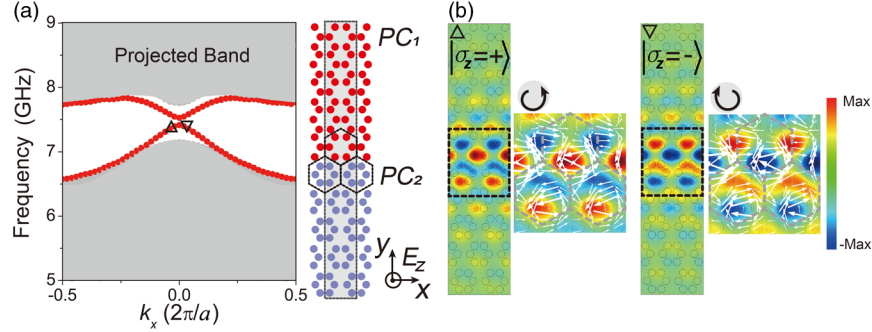 (a)
9
8
7
6
5
Frequency (GHz)
Projected Band
-0.5
0.0
0.5
kₓ (2π/a)
PC₁
PC₂
y
E_z
x
(b)
△
|σ_z=+⟩
▽
|σ_z=-⟩
Max
-Max